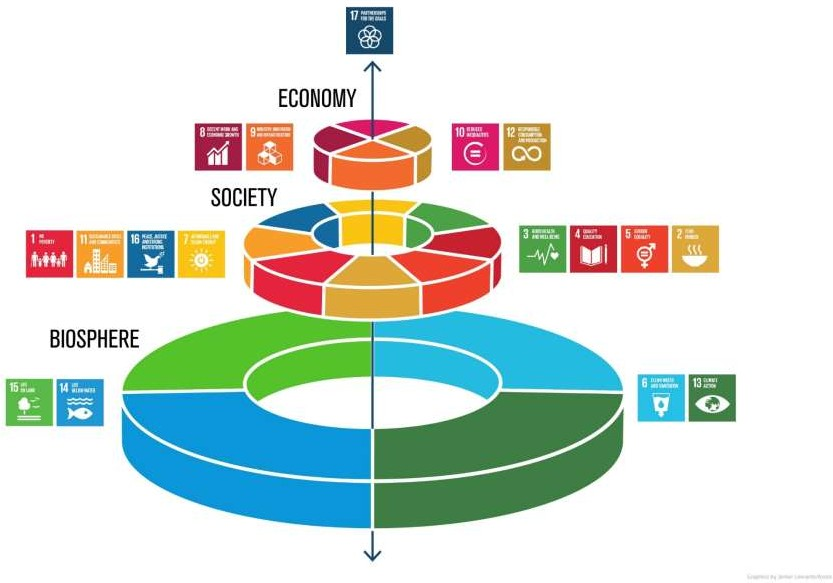 17 PARTNERSHIPS
FOR THE GOALS
ECONOMY
8 DECENT WORK AND
ECONOMIC GROWTH
9 INDUSTRY, INNOVATION
AND INFRASTRUCTURE
10 REDUCED
INEQUALITIES
12 RESPONSIBLE
CONSUMPTION
AND PRODUCTION
SOCIETY
1 NO
POVERTY
11 SUSTAINABLE CITIES
AND COMMUNITIES
16 PEACE, JUSTICE
AND STRONG
INSTITUTIONS
7 AFFORDABLE AND
CLEAN ENERGY
3 GOOD HEALTH
AND WELL-BEING
4 QUALITY
EDUCATION
5 GENDER
EQUALITY
2 ZERO
HUNGER
BIOSPHERE
15 LIFE
ON LAND
14 LIFE
BELOW WATER
6 CLEAN WATER
AND SANITATION
13 CLIMATE
ACTION
Graphics by